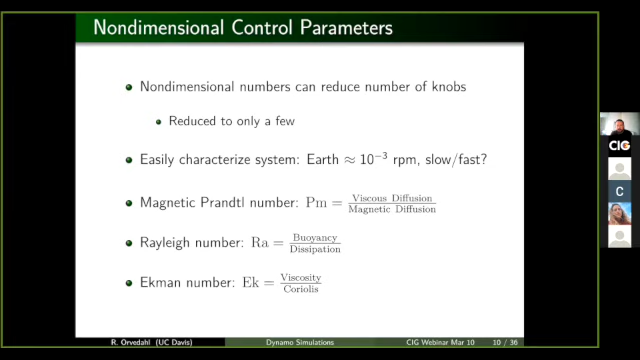 Nondimensional Control Parameters
Nondimensional numbers can reduce number of knobs
Reduced to only a few
Easily characterize system: Earth ≈ 10⁻³ rpm, slow/fast?
Magnetic Prandtl number: Pm = Viscous Diffusion / Magnetic Diffusion
Rayleigh number: Ra = Buoyancy / Dissipation
Ekman number: Ek = Viscosity / Coriolis
R. Orvedahl (UC Davis) Dynamo Simulations CIG Webinar Mar 10 10 / 36
CIG
C